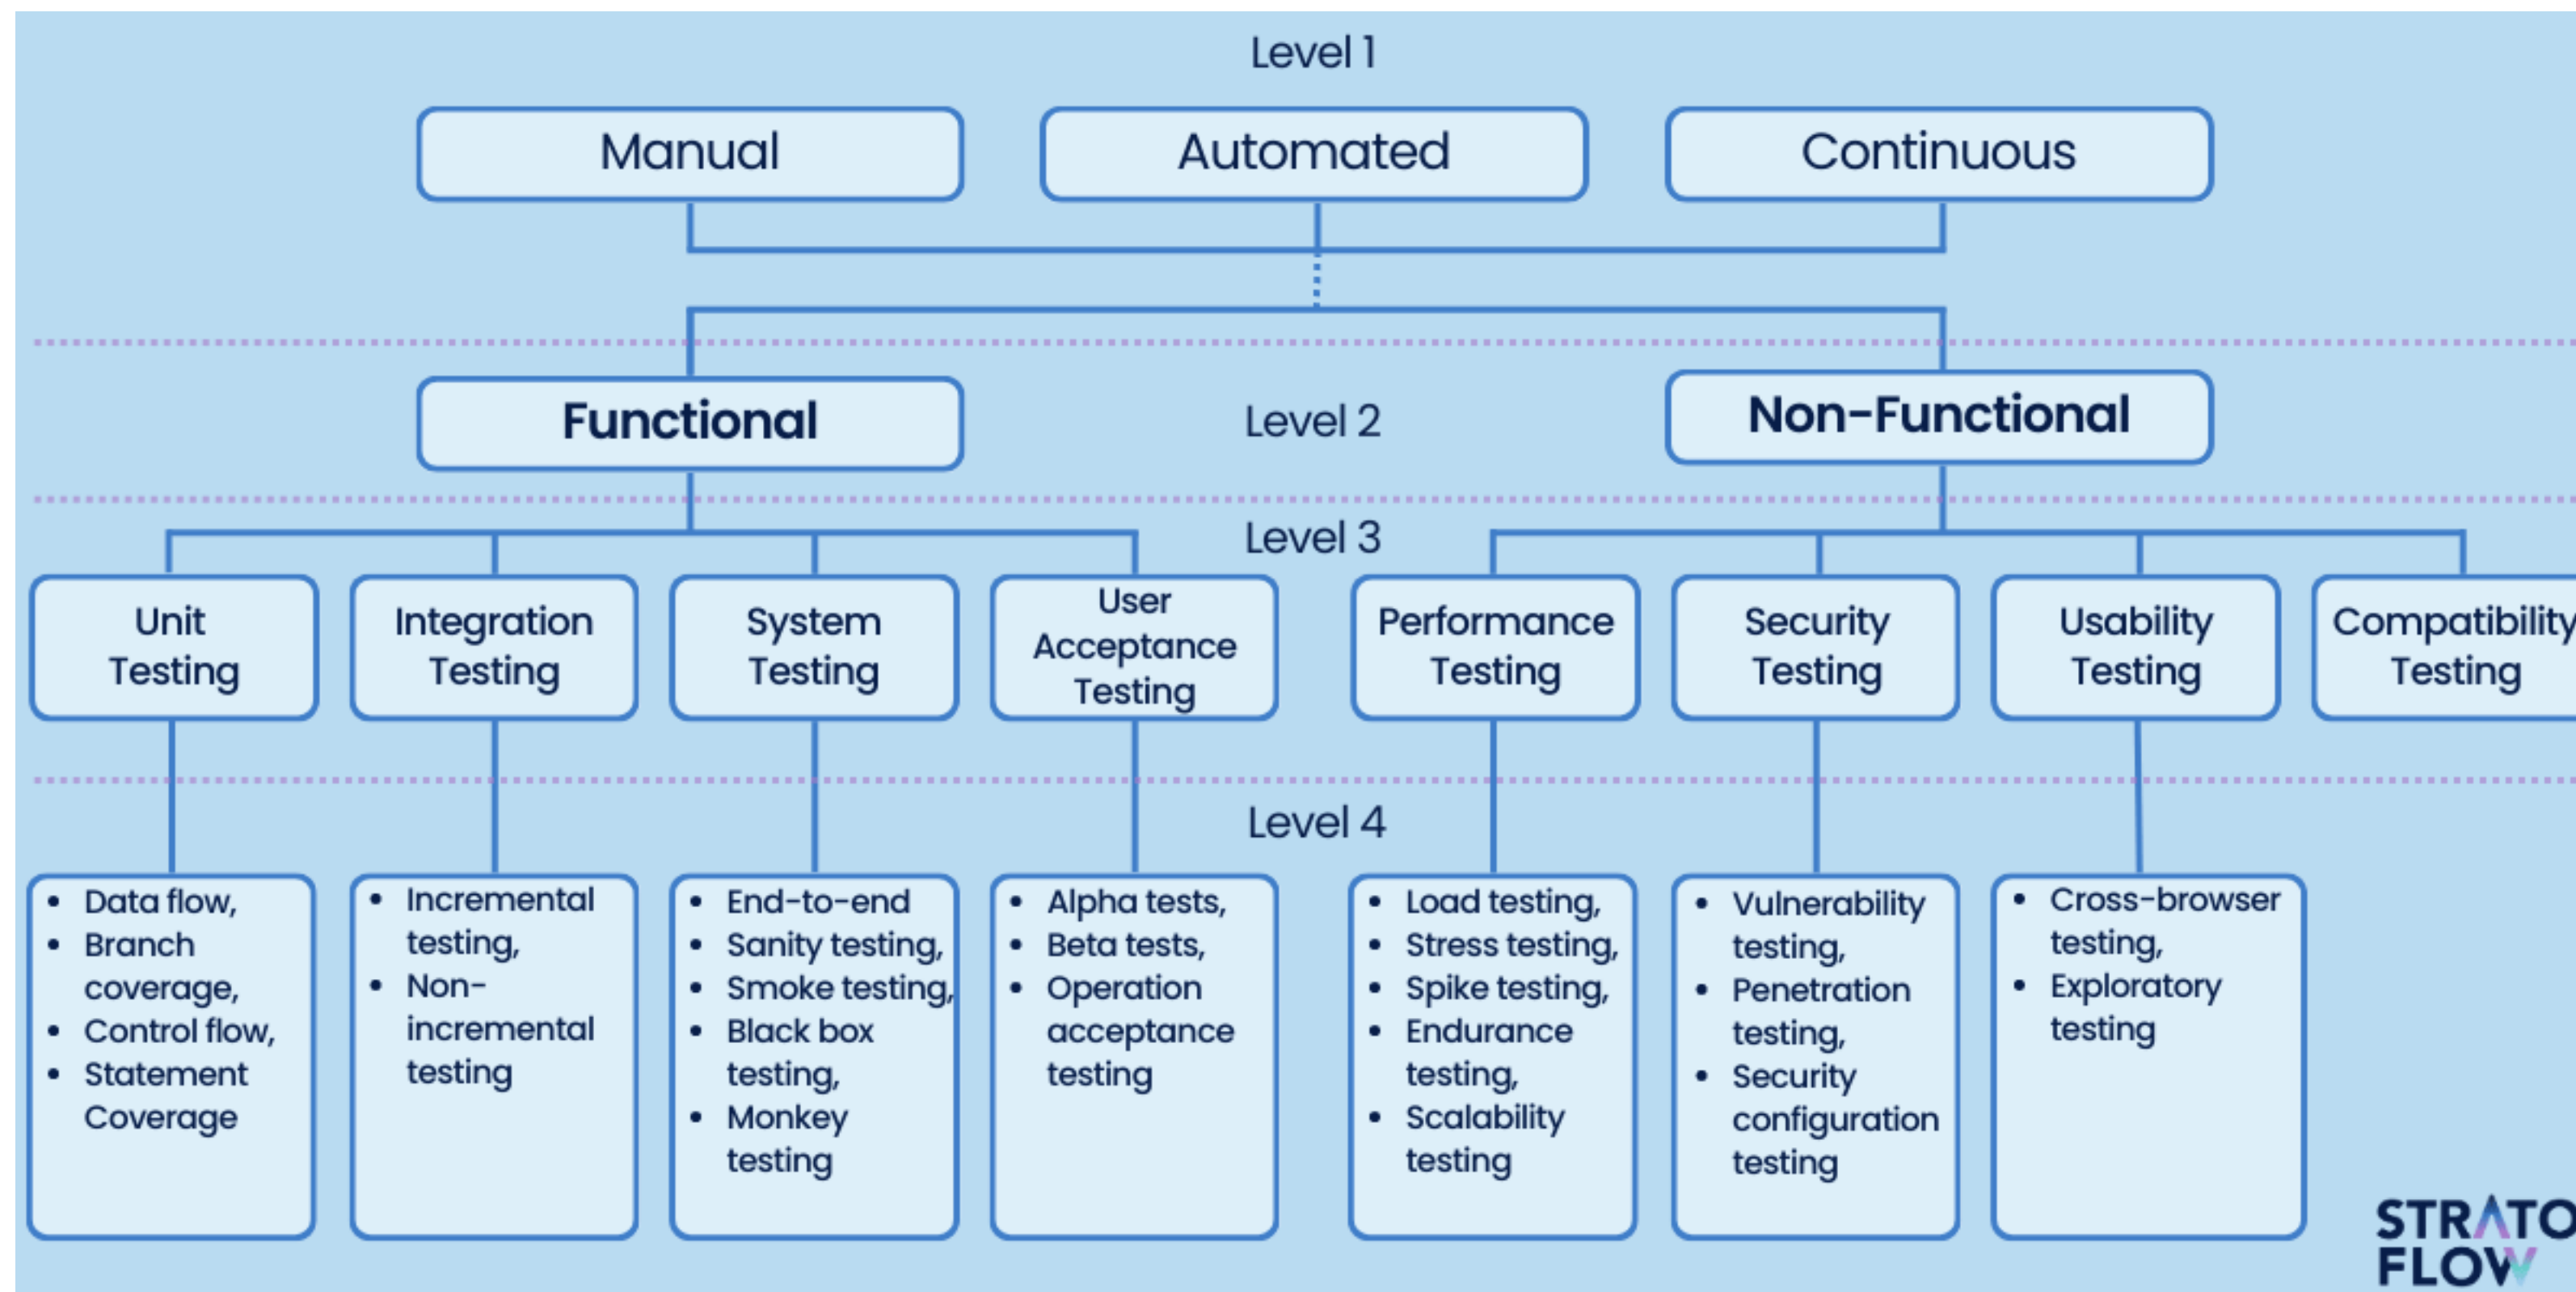 Level 1
Manual
Automated
Continuous
Functional
Level 2
Non-Functional
Level 3
Unit
Testing
Integration
Testing
System
Testing
User
Acceptance
Testing
Performance
Testing
Security
Testing
Usability
Testing
Compatibility
Testing
Level 4
• Data flow,
• Branch
coverage,
• Control flow,
• Statement
Coverage
• Incremental
testing,
• Non-
incremental
testing
• End-to-end
• Sanity testing,
• Smoke testing,
• Black box
testing,
• Monkey
testing
• Alpha tests,
• Beta tests,
• Operation
acceptance
testing
• Load testing,
• Stress testing,
• Spike testing,
• Endurance
testing,
• Scalability
testing
• Vulnerability
testing,
• Penetration
testing,
• Security
configuration
testing
• Cross-browser
testing,
• Exploratory
testing
STRATO
FLOW